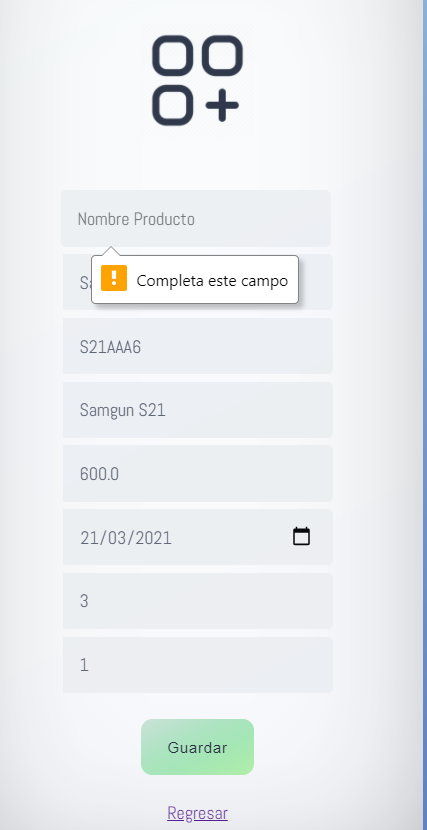 Nombre Producto
Completa este campo
S21AAA6
Samgun S21
600.0
21/03/2021
3
1
Guardar
Regresar